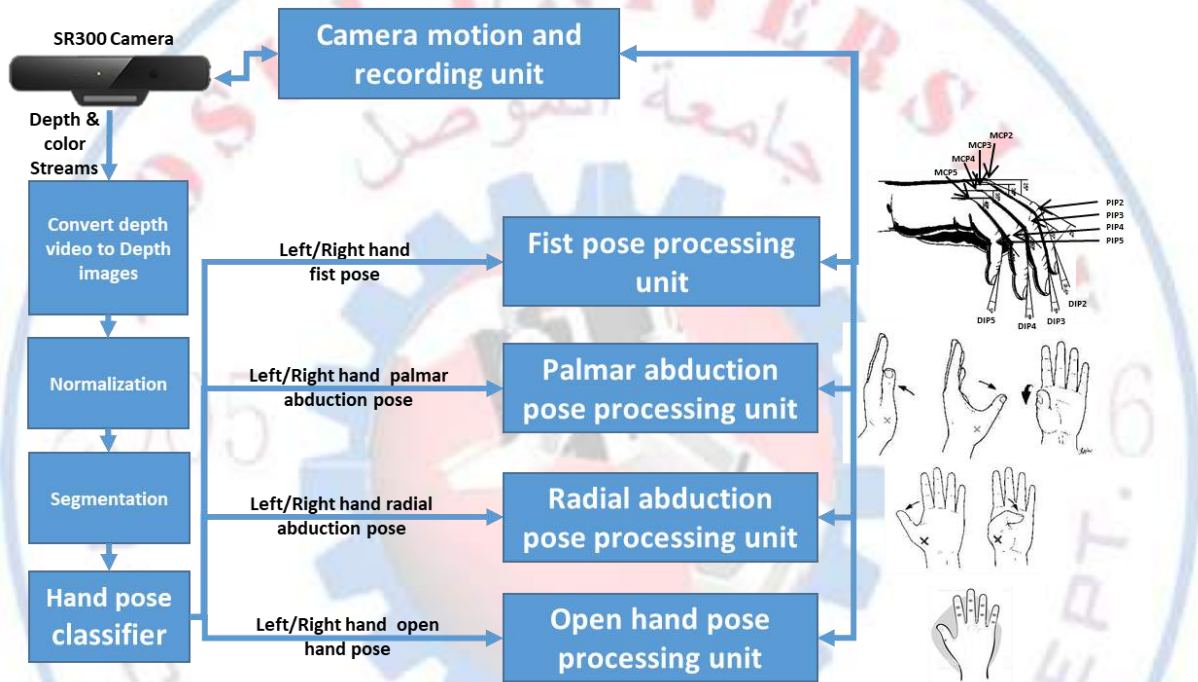 SR300 Camera
Camera motion and
recording unit
Depth &
color
Streams
Convert depth
video to Depth
images
Normalization
Segmentation
Hand pose
classifier
Left/Right hand
fist pose
Fist pose processing
unit
Left/Right hand palmar
abduction pose
Palmar abduction
pose processing unit
Left/Right hand radial
abduction pose
Radial abduction
pose processing unit
Left/Right hand open
hand pose
Open hand pose
processing unit
MCP2
MCP3
MCP4
MCP5
PIP2
PIP3
PIP4
PIP5
DIP2
DIP3
DIP4
DIP5
جامعة الموصل
EPT.